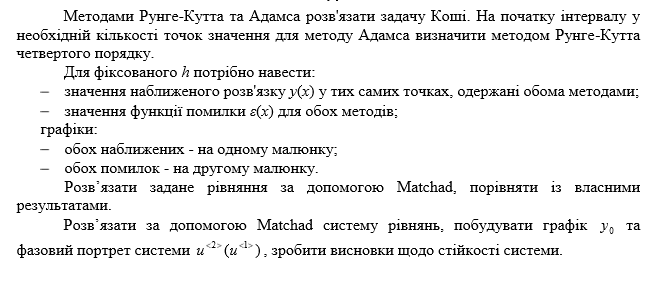 Методами Рунге-Кутта та Адамса розв'язати задачу Коші. На початку інтервалу у
необхідній кількості точок значення для методу Адамса визначити методом Рунге-Кутта
четвертого порядку.
Для фіксованого h потрібно навести:
– значення наближеного розв'язку y(x) у тих самих точках, одержані обома методами;
– значення функції помилки ε(x) для обох методів;
графіки:
– обох наближених - на одному малюнку;
– обох помилок - на другому малюнку.
Розв’язати задане рівняння за допомогою Matchad, порівняти із власними
результатами.
Розв’язати за допомогою Matchad систему рівнянь, побудувати графік y₀ та
фазовий портрет системи u^<2>(u^<1>), зробити висновки щодо стійкості системи.